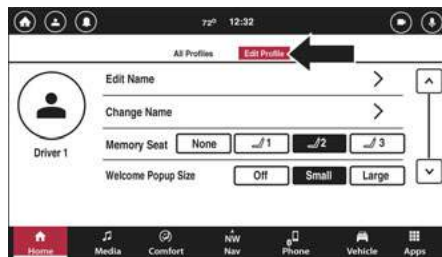 72° 12:32
All Profiles Edit Profile
Edit Name
Change Name
Driver 1
Memory Seat None 1 2 3
Welcome Popup Size Off Small Large
NW
Home Media Comfort Nav Phone Vehicle Apps